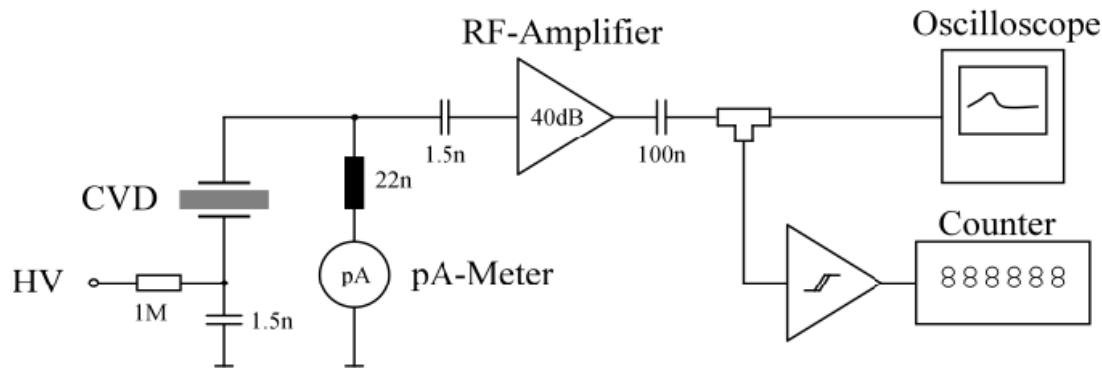 Oscilloscope
RF-Amplifier
40dB
1.5n
100n
22n
CVD
Counter
HV
pA
pA-Meter
888888
1M
1.5n